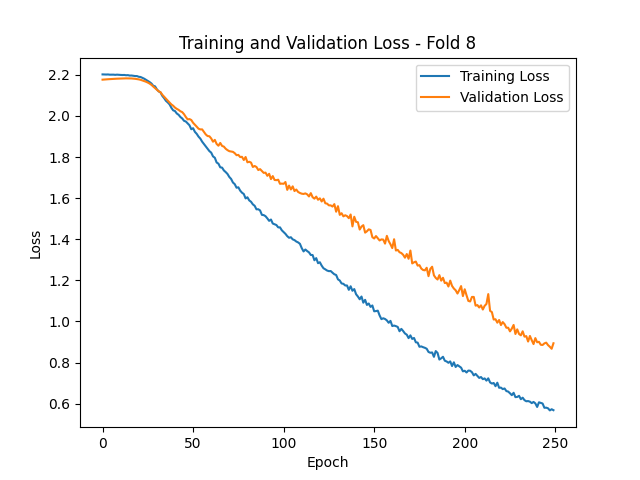 Training and Validation Loss - Fold 8
Training Loss
Validation Loss
2.2
2.0
1.8
1.6
1.4
1.2
1.0
0.8
0.6
Loss
0 50 100 150 200 250
Epoch